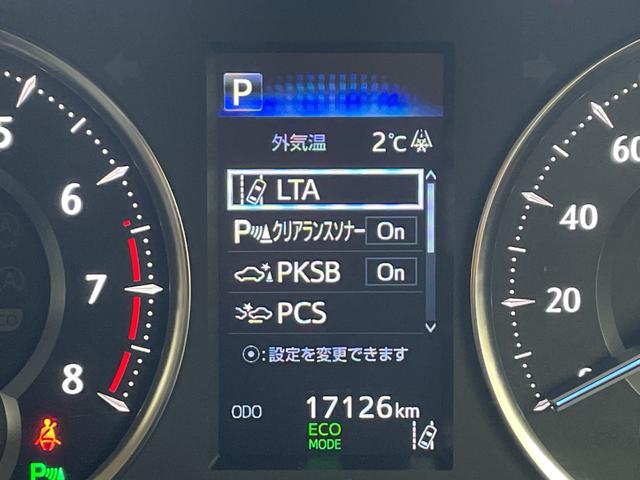 P
外気温 2℃
LTA
P クリアランスソナー On
PKSB On
PCS
:設定を変更できます
ODO 17126km
ECO
MODE
5
6
7
8
60
40
20
P